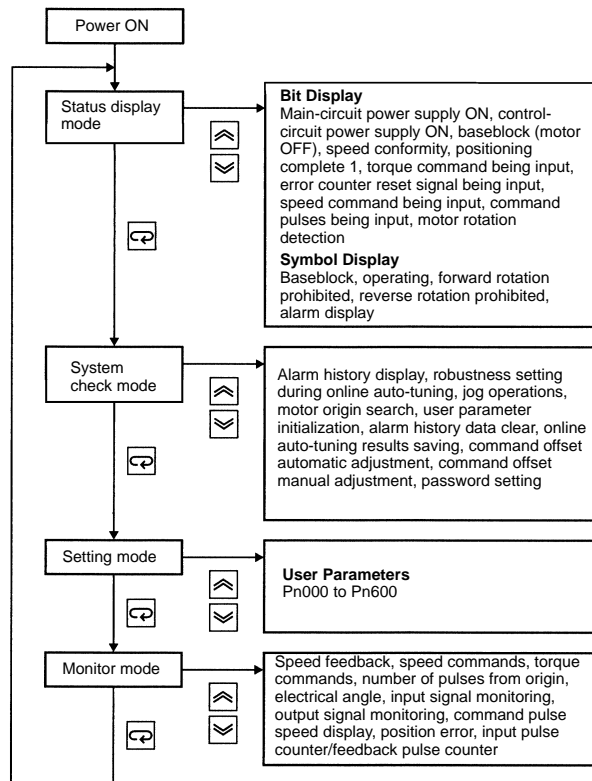 Power ON
Status display
mode
Bit Display
Main-circuit power supply ON, control-
circuit power supply ON, baseblock (motor
OFF), speed conformity, positioning
complete 1, torque command being input,
error counter reset signal being input,
speed command being input, command
pulses being input, motor rotation
detection
Symbol Display
Baseblock, operating, forward rotation
prohibited, reverse rotation prohibited,
alarm display
System
check mode
Alarm history display, robustness setting
during online auto-tuning, jog operations,
motor origin search, user parameter
initialization, alarm history data clear, online
auto-tuning results saving, command offset
automatic adjustment, command offset
manual adjustment, password setting
Setting mode
User Parameters
Pn000 to Pn600
Monitor mode
Speed feedback, speed commands, torque
commands, number of pulses from origin,
electrical angle, input signal monitoring,
output signal monitoring, command pulse
speed display, position error, input pulse
counter/feedback pulse counter